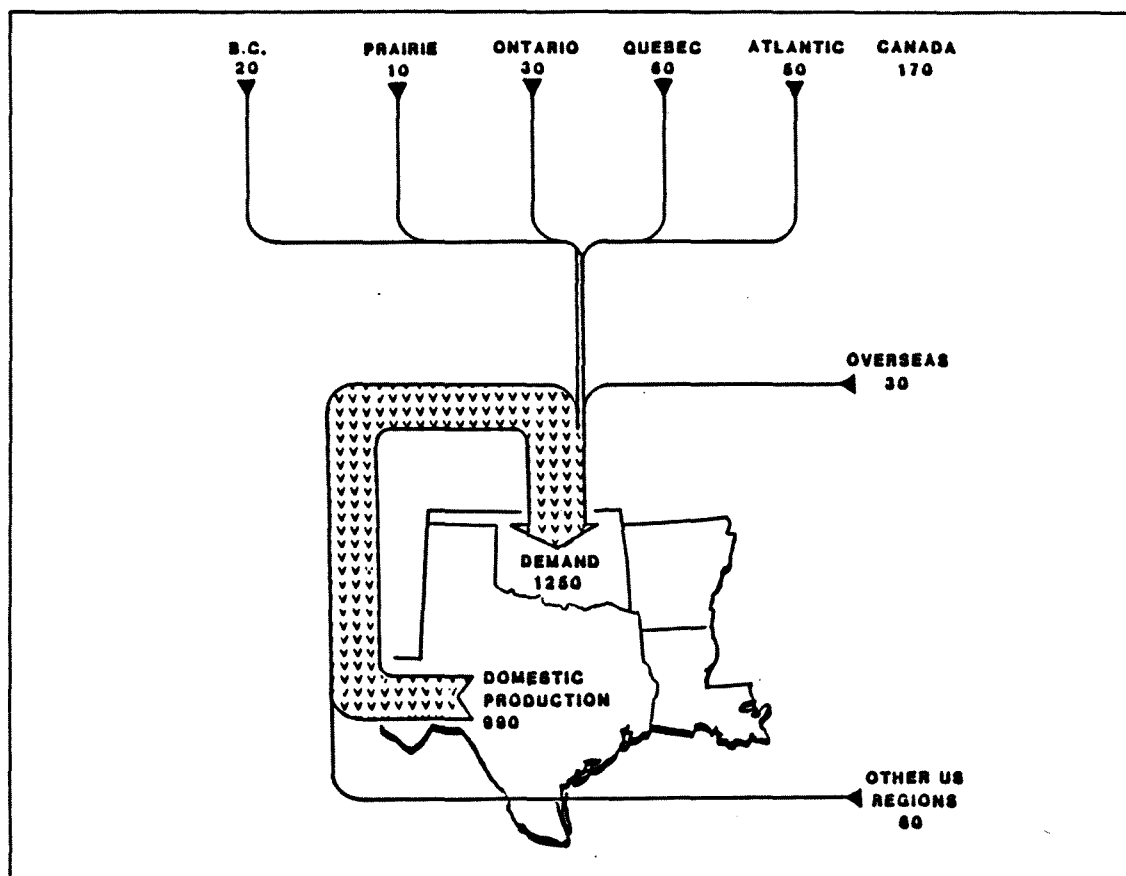 B.C.
20
PRAIRIE
10
ONTARIO
30
QUEBEC
60
ATLANTIC
50
CANADA
170
OVERSEAS
30
DEMAND
1250
DOMESTIC
PRODUCTION
990
OTHER US
REGIONS
60